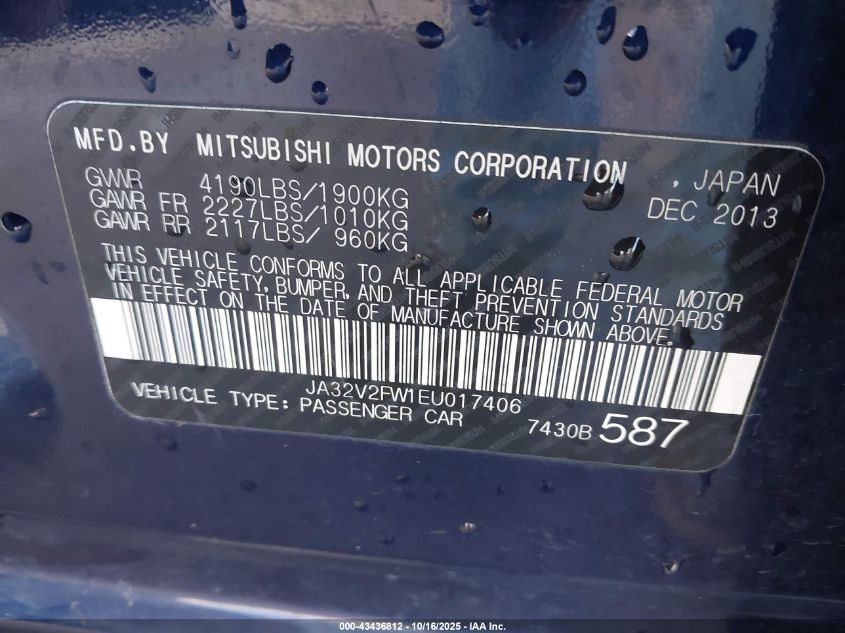 MFD.BY MITSUBISHI MOTORS CORPORATION , JAPAN
GVWR 4190LBS/1900KG DEC 2013
GAWR FR 2227LBS/1010KG
GAWR RR 2117LBS/ 960KG
THIS VEHICLE CONFORMS TO ALL APPLICABLE FEDERAL MOTOR
VEHICLE SAFETY, BUMPER, AND THEFT PREVENTION STANDARDS
IN EFFECT ON THE DATE OF MANUFACTURE SHOWN ABOVE.
JA32V2FW1EU017406
VEHICLE TYPE: PASSENGER CAR 7430B 587
000-43436812 - 10/16/2025 - IAA Inc.